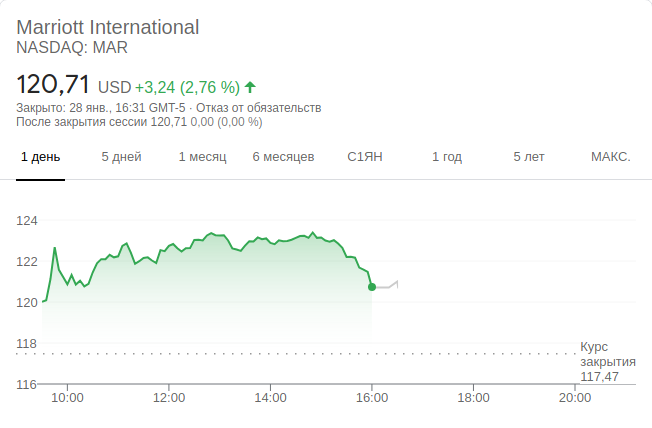 Marriott International
NASDAQ: MAR
120,71 USD +3,24 (2,76 %)
Закрыто: 28 янв., 16:31 GMT-5 · Отказ от обязательств
После закрытия сессии 120,71 0,00 (0,00 %)
1 день 5 дней 1 месяц 6 месяцев С1ЯН 1 год 5 лет МАКС.
124
122
120
118
Курс
закрытия
117,47
116
10:00 12:00 14:00 16:00 18:00 20:00